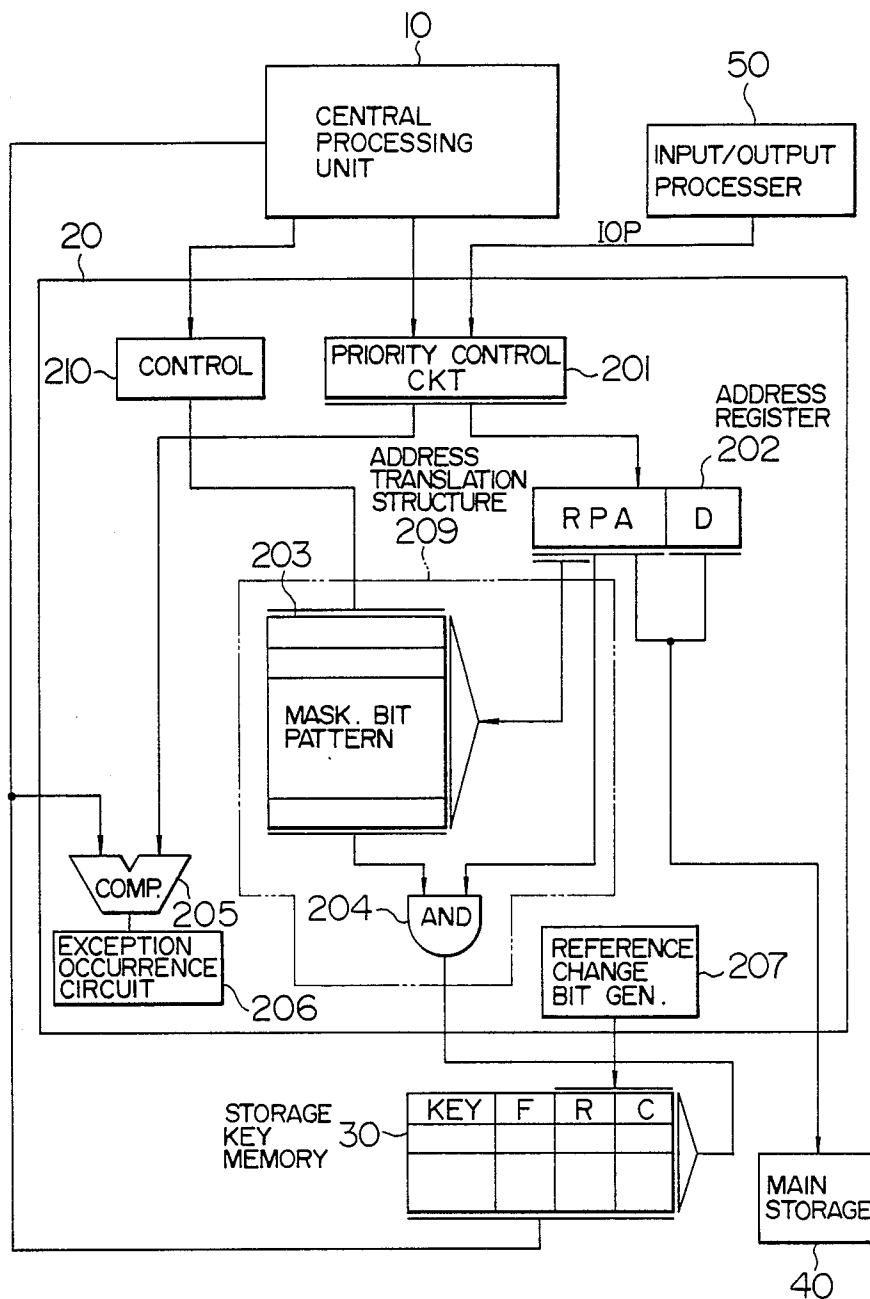 10
CENTRAL
PROCESSING
UNIT
50
INPUT/OUTPUT
PROCESSER
IOP
20
CONTROL
210
PRIORITY CONTROL
CKT
201
ADDRESS
REGISTER
202
ADDRESS
TRANSLATION
STRUCTURE
209
RPA
D
203
MASK. BIT
PATTERN
COMP.
205
204
AND
EXCEPTION
OCCURRENCE
CIRCUIT
206
REFERENCE
CHANGE
BIT GEN.
207
STORAGE
KEY
MEMORY
30
KEY F R C
MAIN
STORAGE
40